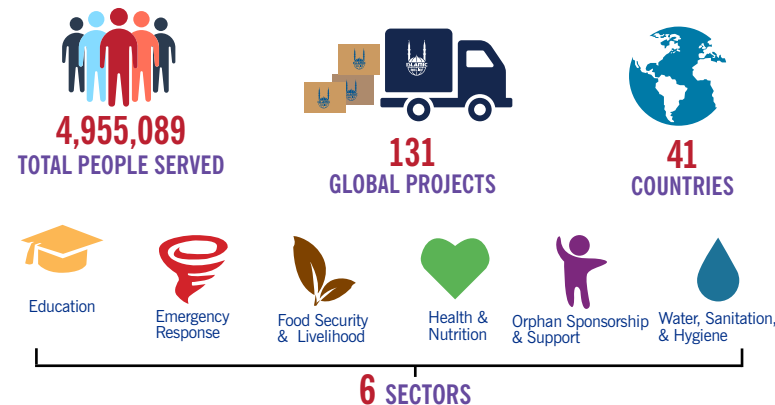 4,955,089
TOTAL PEOPLE SERVED
131
GLOBAL PROJECTS
41
COUNTRIES
Education
Emergency
Response
Food Security
& Livelihood
Health &
Nutrition
Orphan Sponsorship
& Support
Water, Sanitation,
& Hygiene
6 SECTORS